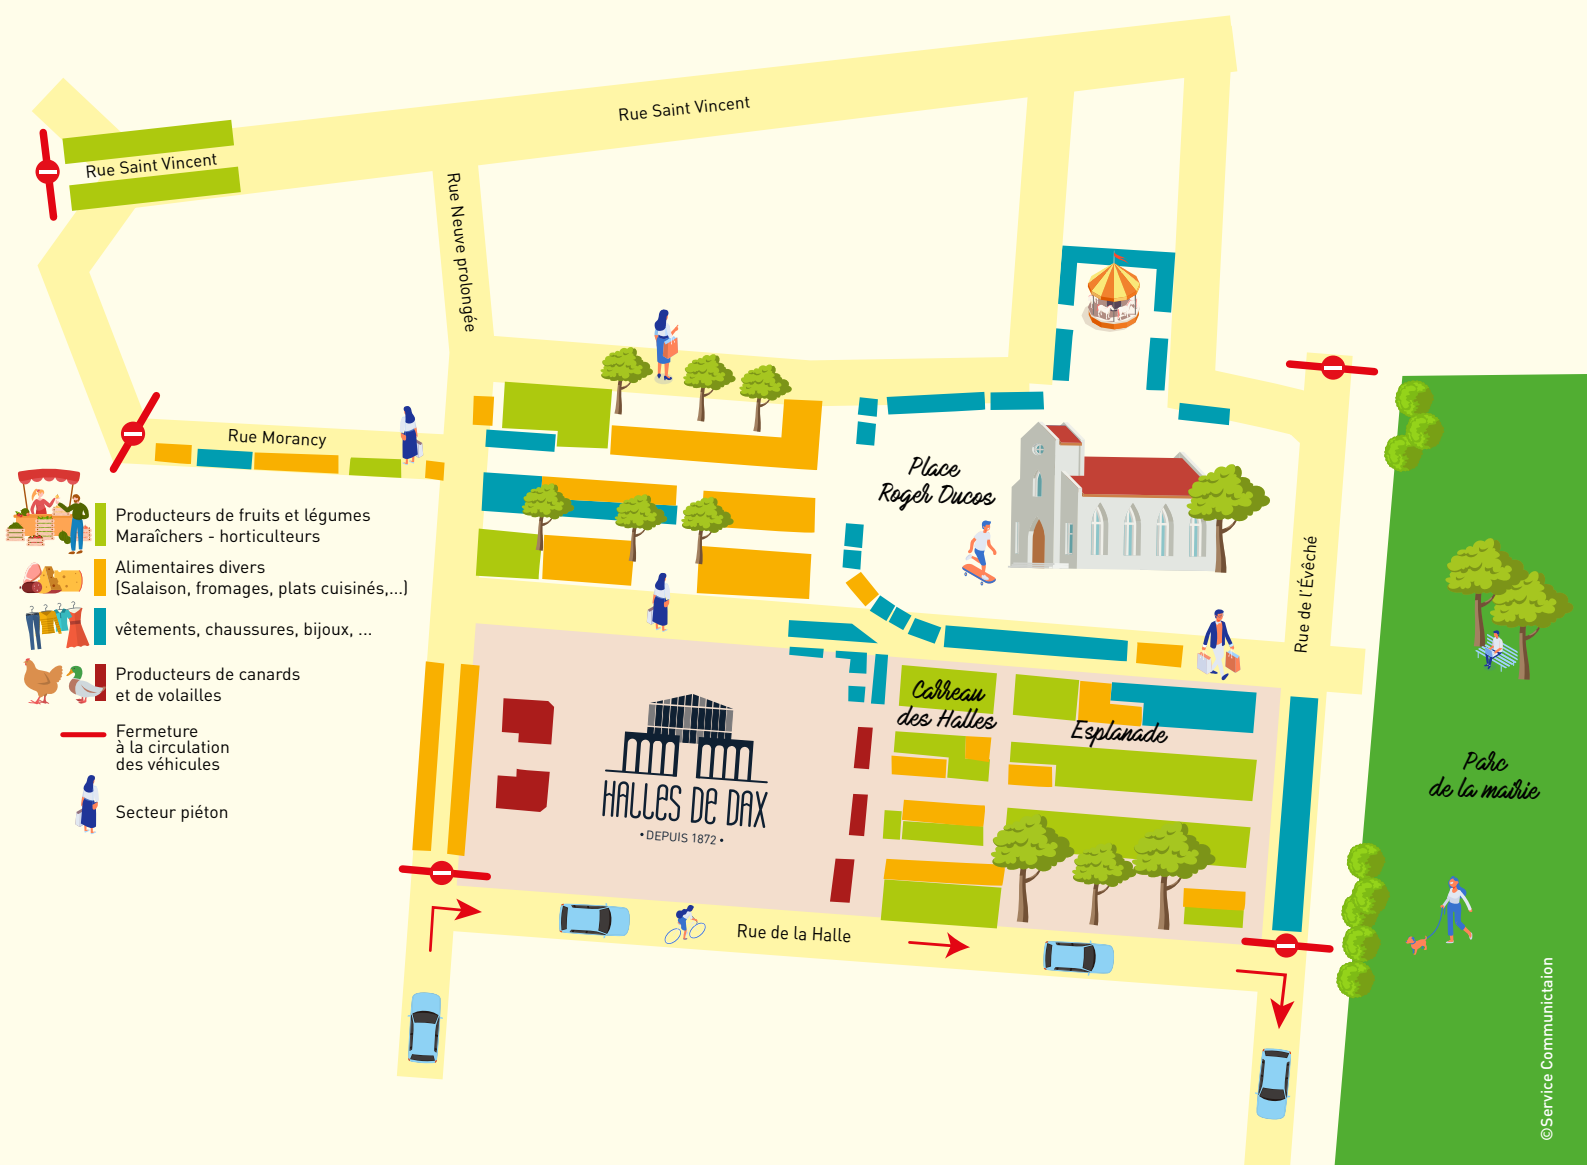 Rue Saint Vincent
Rue Saint Vincent
Rue Neuve prolongée
Rue Morancy
Place
Roger Ducos
Rue de l'Évêché
Producteurs de fruits et légumes
Maraîchers - horticulteurs
Alimentaires divers
(Salaison, fromages, plats cuisinés,...)
vêtements, chaussures, bijoux, ...
Producteurs de canards
et de volailles
Fermeture
à la circulation
des véhicules
Secteur piéton
Carreau
des Halles
Esplanade
HALLES DE DAX
• DEPUIS 1872 •
Parc
de la mairie
Rue de la Halle
©Service Communictaion